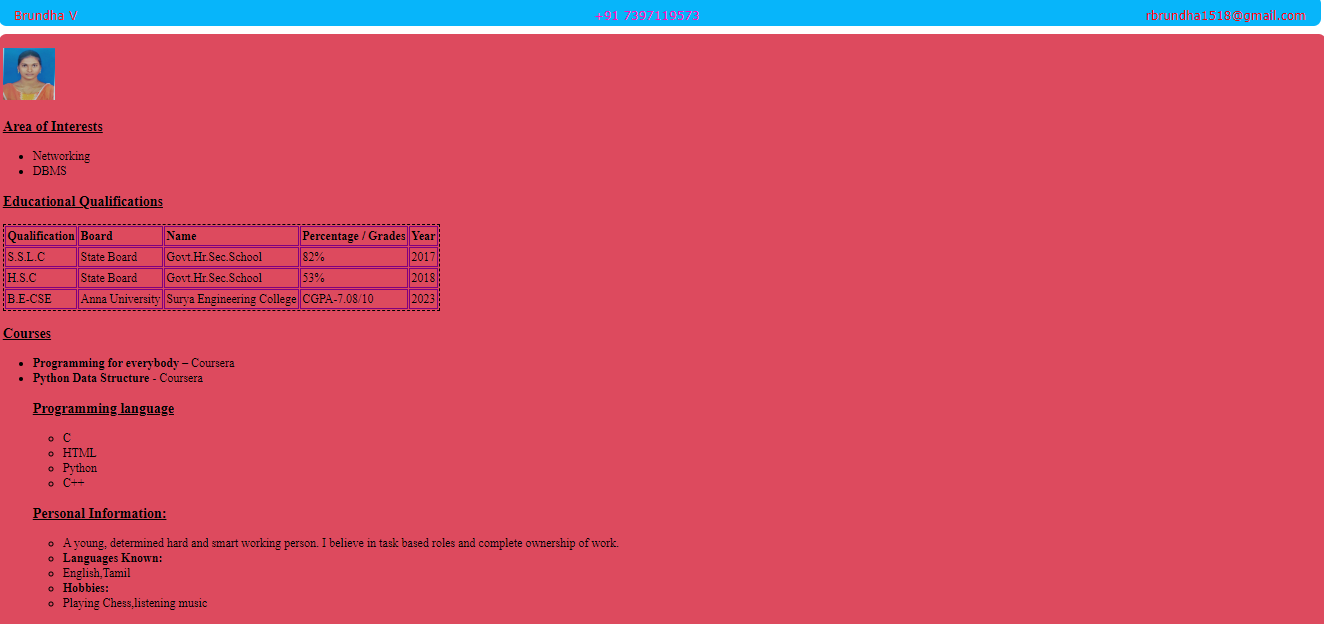 Brundha V +91 7397119573 rbrundha1518@gmail.com
Area of Interests
Networking
DBMS
Educational Qualifications
Qualification Board Name Percentage / Grades Year
S.S.L.C State Board Govt.Hr.Sec.School 82% 2017
H.S.C State Board Govt.Hr.Sec.School 53% 2018
B.E-CSE Anna University Surya Engineering College CGPA-7.08/10 2023
Courses
Programming for everybody – Coursera
Python Data Structure - Coursera
Programming language
C
HTML
Python
C++
Personal Information:
A young, determined hard and smart working person. I believe in task based roles and complete ownership of work.
Languages Known:
English,Tamil
Hobbies:
Playing Chess,listening music